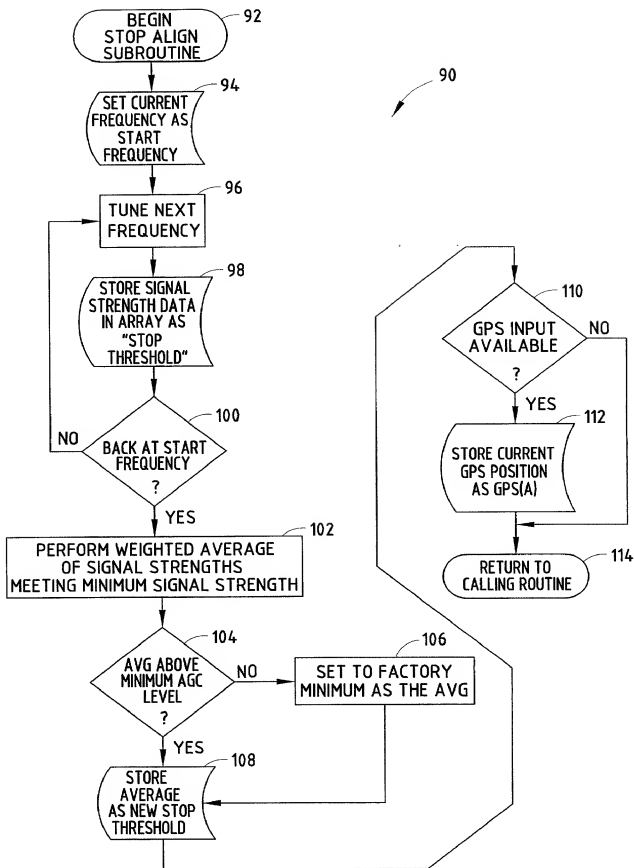 BEGIN
STOP ALIGN
SUBROUTINE
92
94
SET CURRENT
FREQUENCY AS
START
FREQUENCY
96
TUNE NEXT
FREQUENCY
98
STORE SIGNAL
STRENGTH DATA
IN ARRAY AS
"STOP
THRESHOLD"
100
NO
BACK AT START
FREQUENCY
?
YES
102
PERFORM WEIGHTED AVERAGE
OF SIGNAL STRENGTHS
MEETING MINIMUM SIGNAL STRENGTH
104
AVG ABOVE
MINIMUM AGC
LEVEL
?
NO
YES
106
SET TO FACTORY
MINIMUM AS THE AVG
108
STORE
AVERAGE
AS NEW STOP
THRESHOLD
90
110
GPS INPUT
AVAILABLE
?
NO
YES
112
STORE CURRENT
GPS POSITION
AS GPS(A)
RETURN TO
CALLING ROUTINE
114